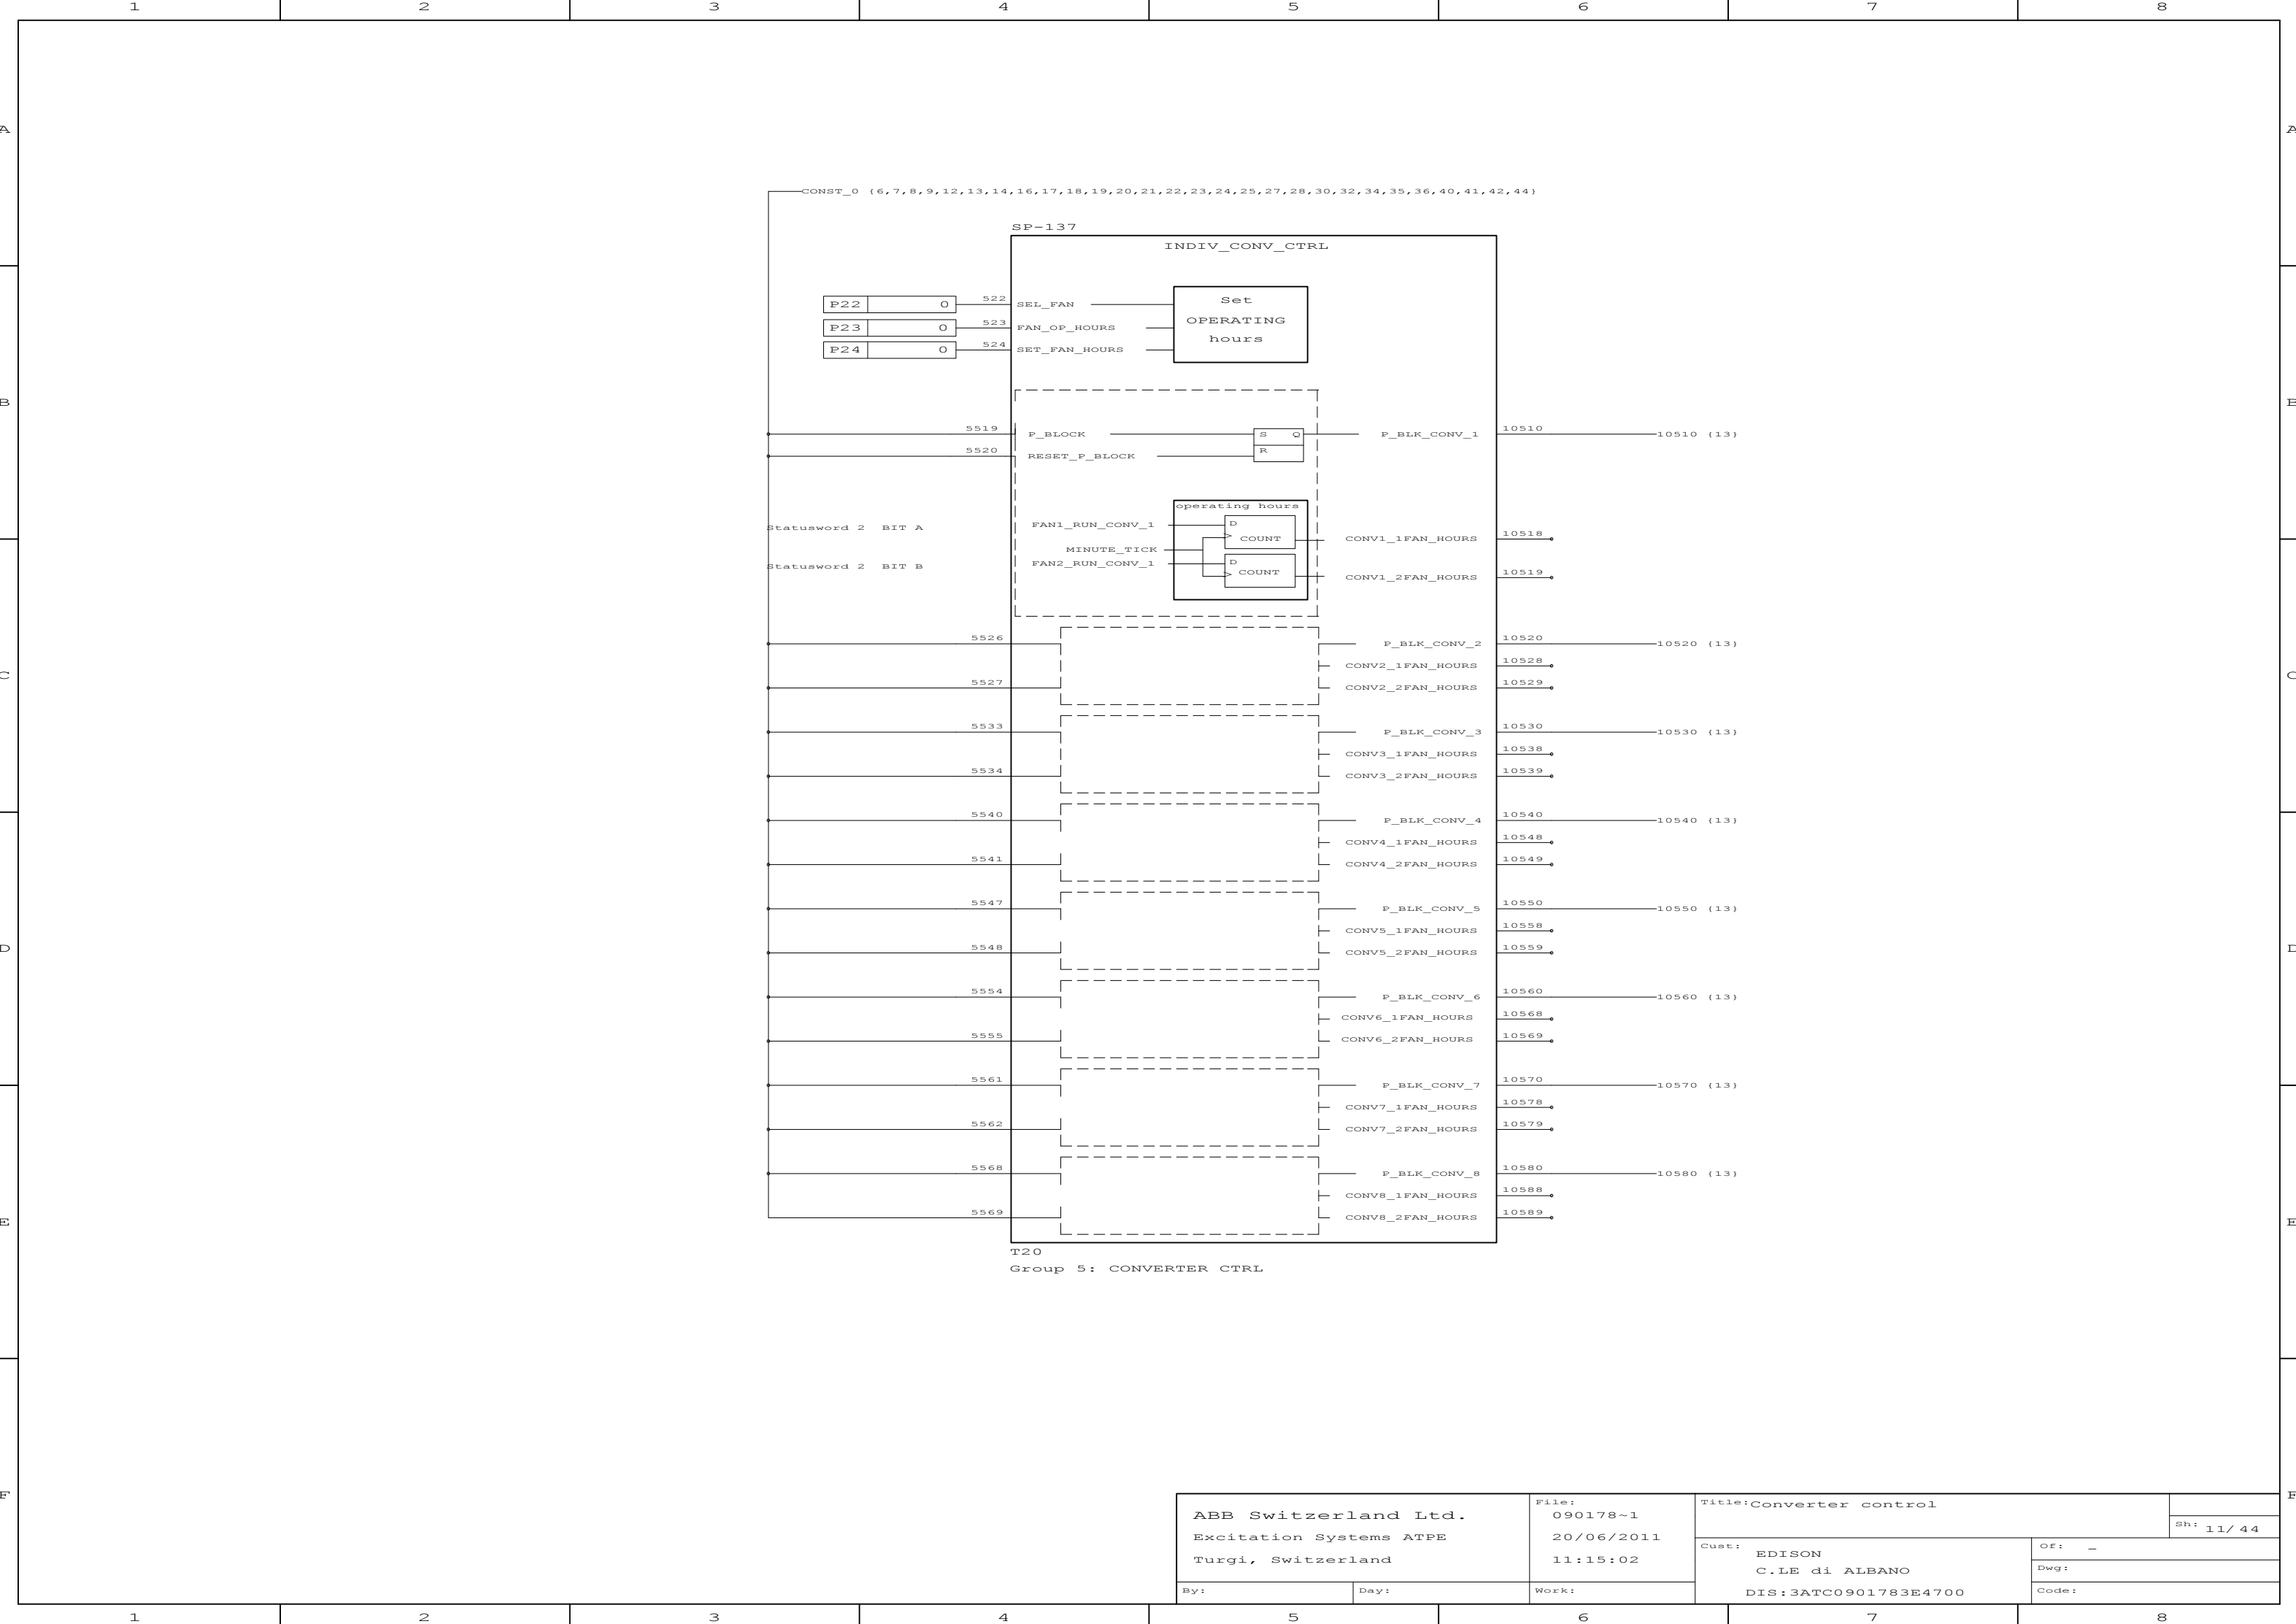 1 2 3 4 5 6 7 8
A A
CONST_0 (6,7,8,9,12,13,14,16,17,18,19,20,21,22,23,24,25,27,28,30,32,34,35,36,40,41,42,44)
SP-137
INDIV_CONV_CTRL
P22 0 522 SEL_FAN
P23 0 523 FAN_OP_HOURS
P24 0 524 SET_FAN_HOURS
Set
OPERATING
hours
B B
5519 P_BLOCK S Q P_BLK_CONV_1 10510 10510 (13)
5520 RESET_P_BLOCK R
operating hours
Statusword 2 BIT A FAN1_RUN_CONV_1 D
> COUNT CONV1_1FAN_HOURS 10518
MINUTE_TICK
Statusword 2 BIT B FAN2_RUN_CONV_1 D
> COUNT CONV1_2FAN_HOURS 10519
5526 P_BLK_CONV_2 10520 10520 (13)
C CONV2_1FAN_HOURS 10528 C
5527 CONV2_2FAN_HOURS 10529
5533 P_BLK_CONV_3 10530 10530 (13)
CONV3_1FAN_HOURS 10538
5534 CONV3_2FAN_HOURS 10539
5540 P_BLK_CONV_4 10540 10540 (13)
CONV4_1FAN_HOURS 10548
5541 CONV4_2FAN_HOURS 10549
5547 P_BLK_CONV_5 10550 10550 (13)
CONV5_1FAN_HOURS 10558
D 5548 CONV5_2FAN_HOURS 10559 D
5554 P_BLK_CONV_6 10560 10560 (13)
CONV6_1FAN_HOURS 10568
5555 CONV6_2FAN_HOURS 10569
5561 P_BLK_CONV_7 10570 10570 (13)
CONV7_1FAN_HOURS 10578
5562 CONV7_2FAN_HOURS 10579
5568 P_BLK_CONV_8 10580 10580 (13)
CONV8_1FAN_HOURS 10588
E 5569 CONV8_2FAN_HOURS 10589 E
T20
Group 5: CONVERTER CTRL
F F
ABB Switzerland Ltd.
Excitation Systems ATPE
Turgi, Switzerland
By: Day:
File:
090178~1
20/06/2011
11:15:02
Work:
Title: Converter control
Sh: 11/44
Cust: EDISON
C.LE di ALBANO
DIS:3ATC0901783E4700
Of: -
Dwg:
Code:
1 2 3 4 5 6 7 8